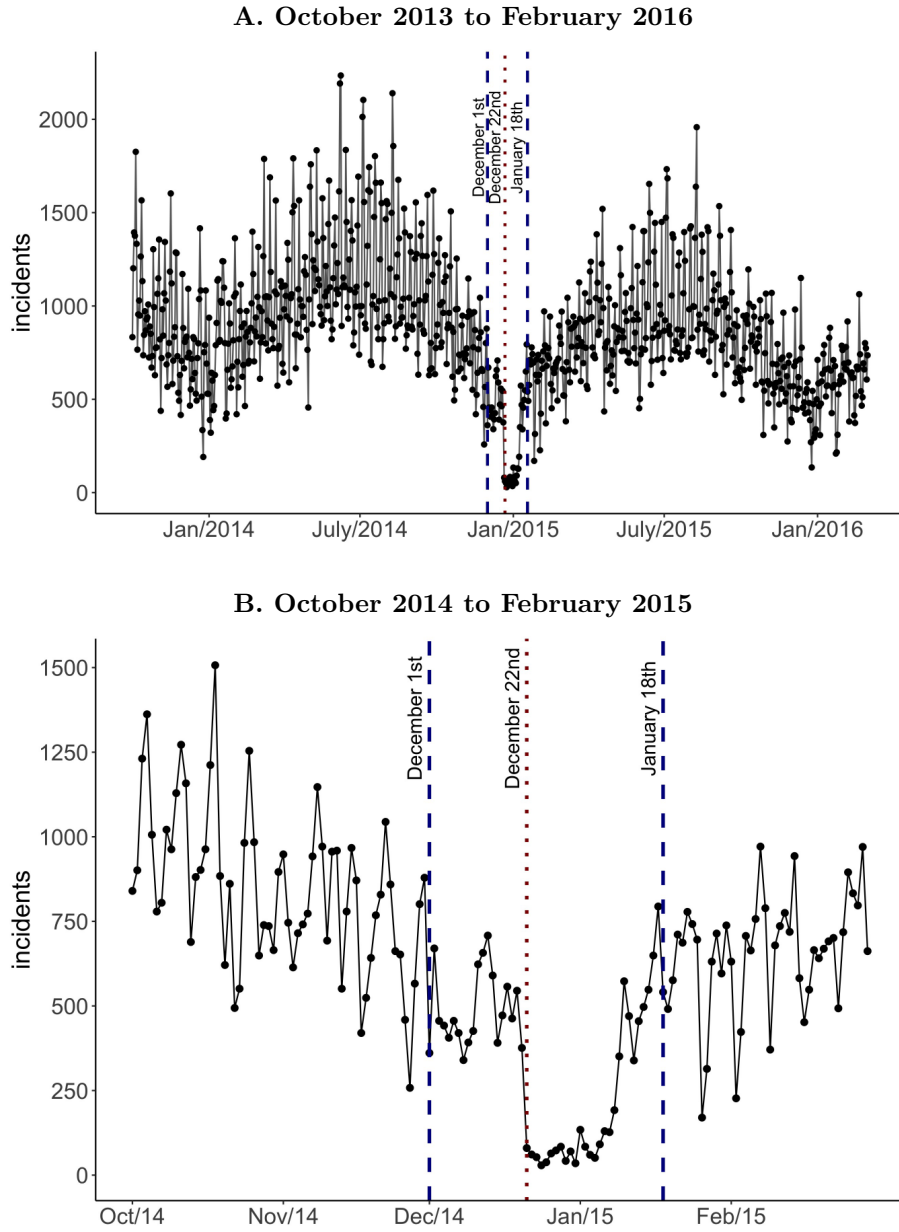 A. October 2013 to February 2016
2000
1500
1000
500
0
incidents
December 1st
December 22nd
January 18th
Jan/2014
July/2014
Jan/2015
July/2015
Jan/2016
B. October 2014 to February 2015
1500
1250
1000
750
500
250
0
incidents
December 1st
December 22nd
January 18th
Oct/14
Nov/14
Dec/14
Jan/15
Feb/15